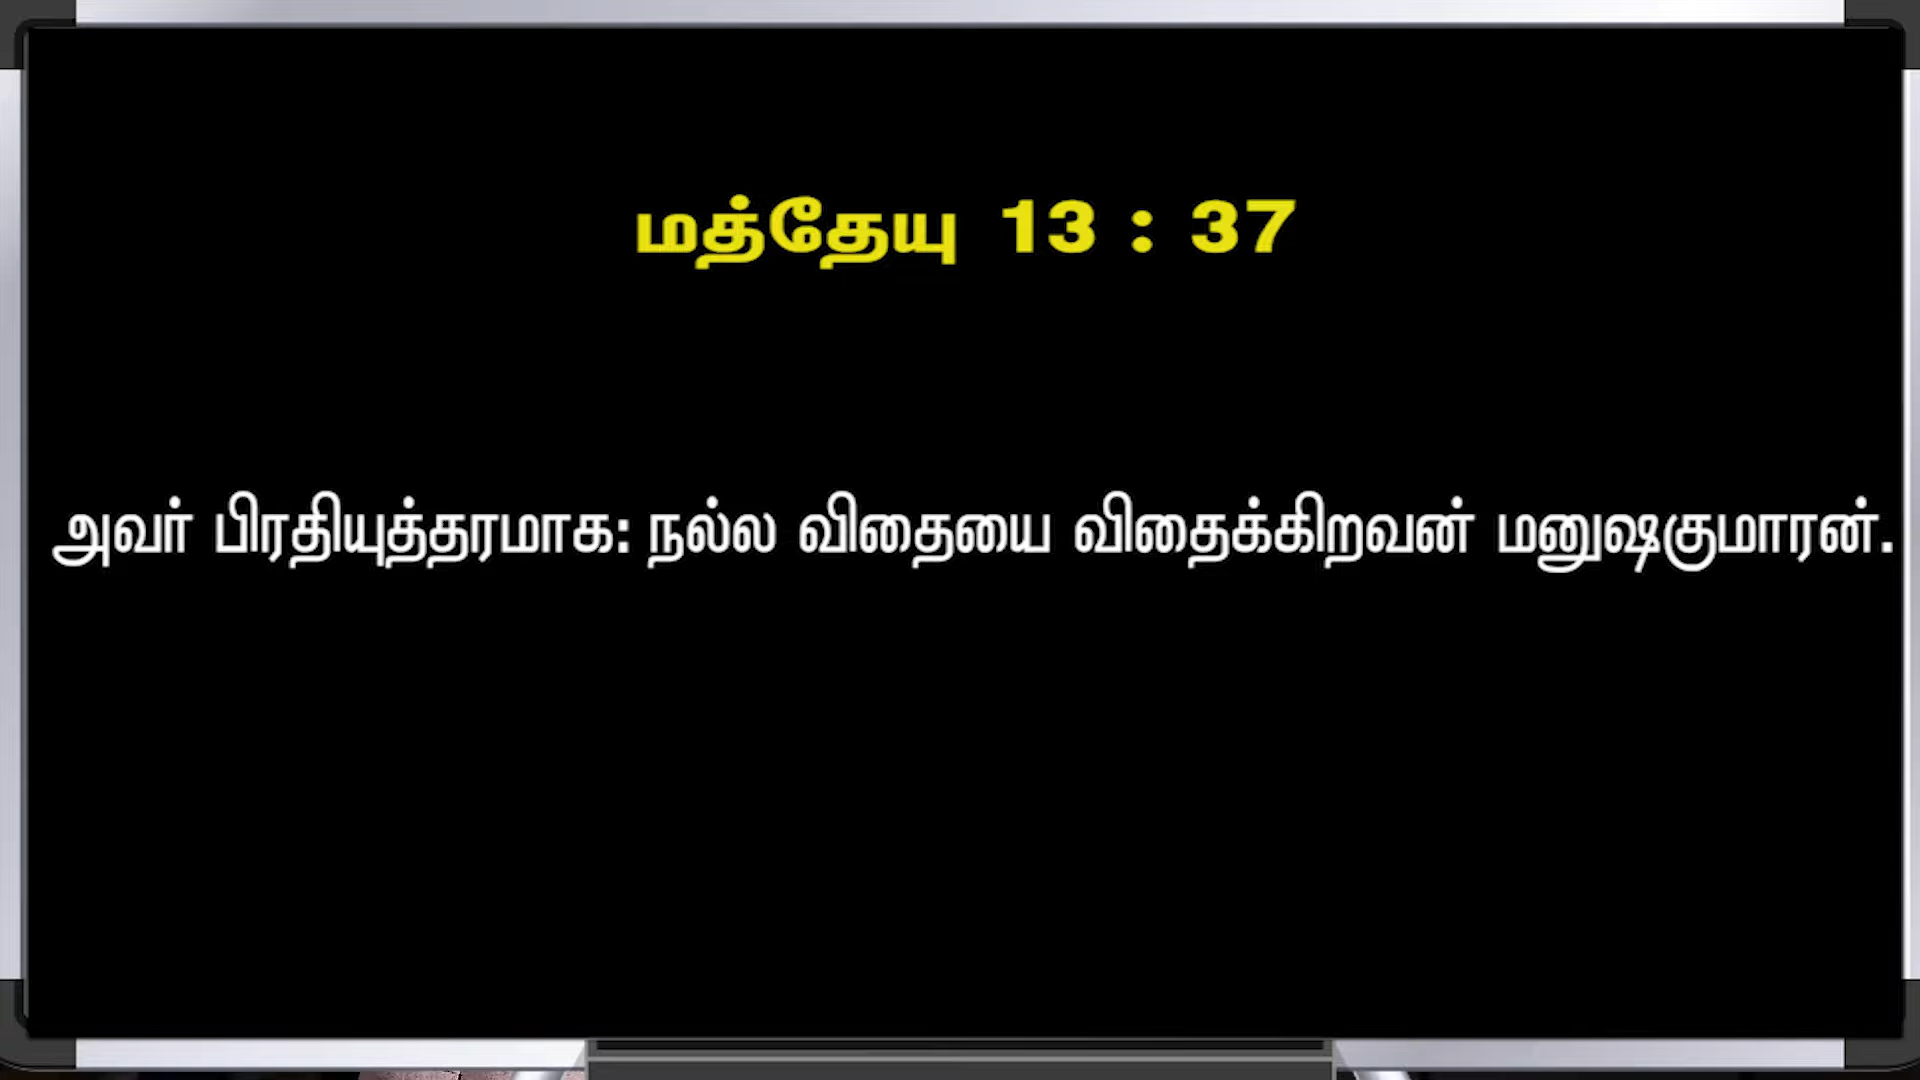 மத்தேயு 13 : 37
அவர் பிரதியுத்தரமாக: நல்ல விதையை விதைக்கிறவன் மனுஷகுமாரன்.